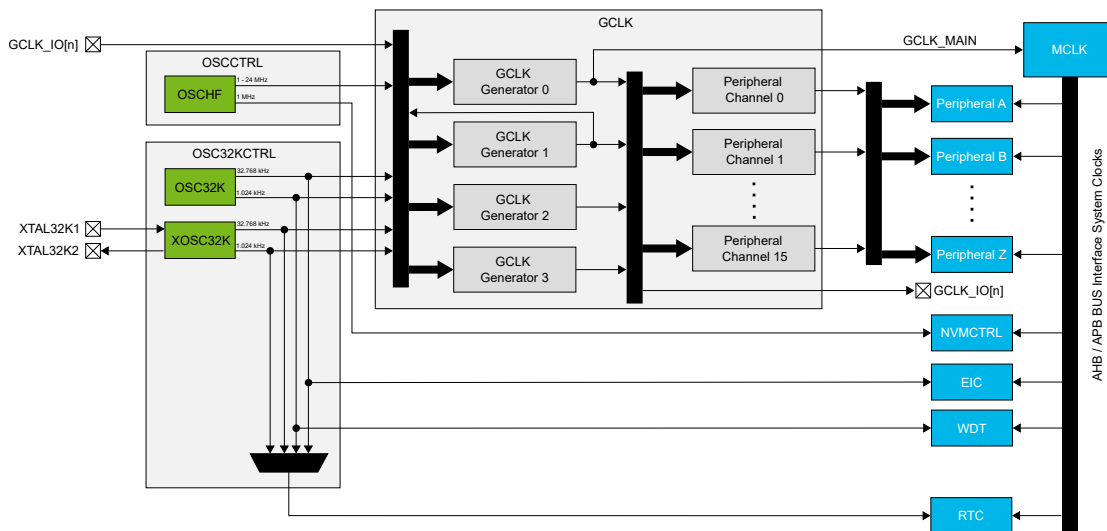 GCLK
GCLK_IO[n]
GCLK_MAIN
MCLK
OSCCTRL
OSCHF
1 - 24 MHz
1 MHz
GCLK
Generator 0
Peripheral
Channel 0
Peripheral A
GCLK
Generator 1
Peripheral
Channel 1
Peripheral B
OSC32KCTRL
OSC32K
32.768 kHz
1.024 kHz
GCLK
Generator 2
XTAL32K1
XTAL32K2
XOSC32K
32.768 kHz
1.024 kHz
GCLK
Generator 3
Peripheral
Channel 15
Peripheral Z
GCLK_IO[n]
NVMCTRL
EIC
WDT
RTC
AHB / APB BUS Interface System Clocks